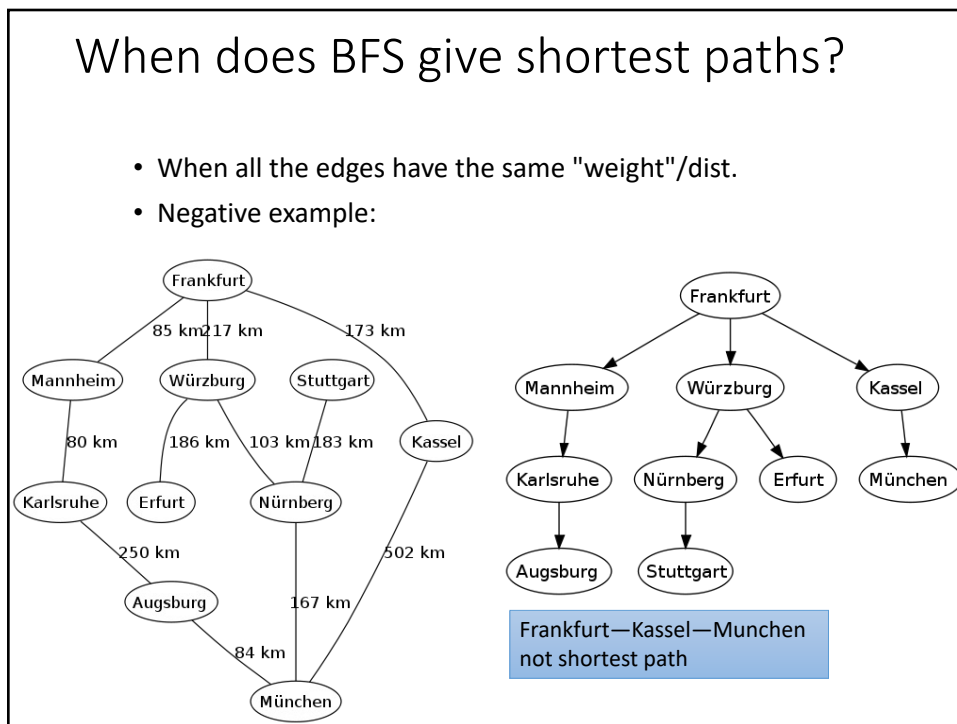 When does BFS give shortest paths?
• When all the edges have the same "weight"/dist.
• Negative example:
Frankfurt
85 km
217 km
173 km
Mannheim
Würzburg
Stuttgart
Kassel
80 km
186 km
103 km
183 km
Karlsruhe
Erfurt
Nürnberg
250 km
502 km
Augsburg
167 km
84 km
München
Frankfurt
Mannheim
Würzburg
Kassel
Karlsruhe
Nürnberg
Erfurt
München
Augsburg
Stuttgart
Frankfurt—Kassel—Munchen
not shortest path